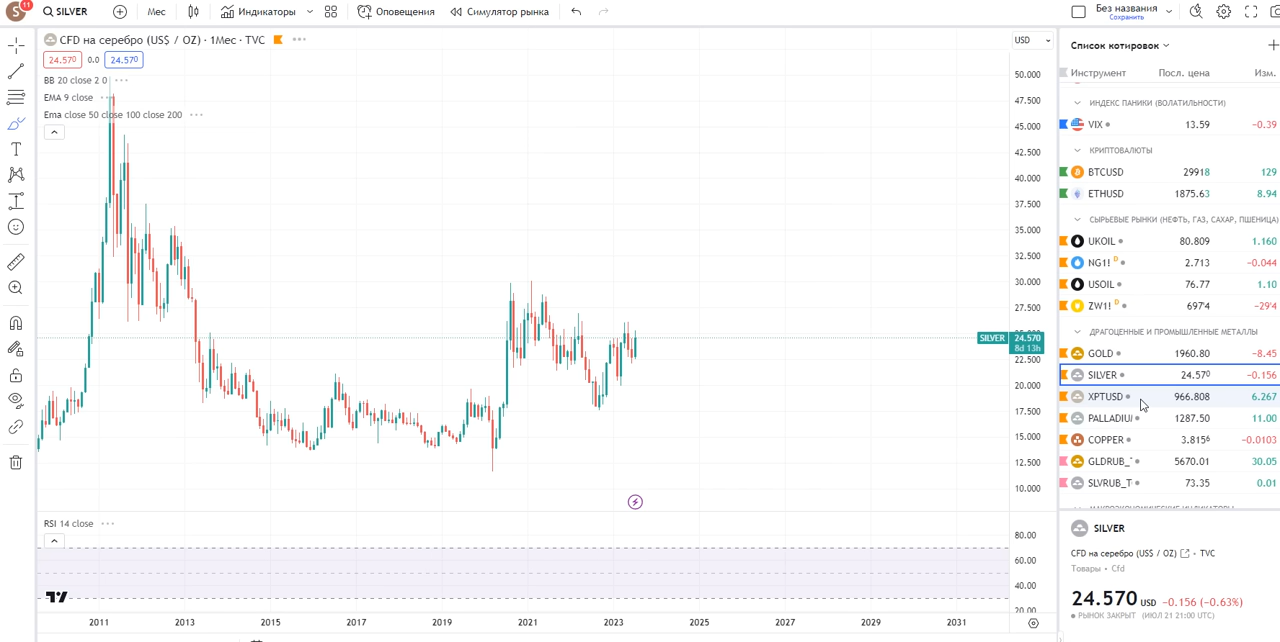 S 11 SILVER Мес Индикаторы Оповещения Симулятор рынка Без названия
Сохранить
CFD на серебро (US$ / OZ) · 1Мес · TVC
24.570 0.0 24.570
BB 20 close 2 0
EMA 9 close
Ema close 50 close 100 close 200
USD
50.000
47.500
45.000
42.500
40.000
37.500
35.000
32.500
30.000
27.500
SILVER 24.570
8d 13h
22.500
20.000
17.500
15.000
12.500
10.000
RSI 14 close
80.00
60.00
40.00
20.00
2011 2013 2015 2017 2019 2021 2023 2025 2027 2029 2031
Список котировок
Инструмент Посл. цена Изм.
ИНДЕКС ПАНИКИ (ВОЛАТИЛЬНОСТИ)
VIX 13.59 −0.39
КРИПТОВАЛЮТЫ
BTCUSD 29918 129
ETHUSD 1875.63 8.94
СЫРЬЕВЫЕ РЫНКИ (НЕФТЬ, ГАЗ, САХАР, ПШЕНИЦА)
UKOIL 80.809 1.160
NG1! D 2.713 −0.044
USOIL 76.77 1.10
ZW1! D 697'4 −29'4
ДРАГОЦЕННЫЕ И ПРОМЫШЛЕННЫЕ МЕТАЛЛЫ
GOLD 1960.80 −8.45
SILVER 24.570 −0.156
XPTUSD 966.808 6.267
PALLADIU 1287.50 11.00
COPPER 3.8156 −0.0103
GLDRUB_T 5670.01 30.05
SLVRUB_T 73.35 0.01
SILVER
CFD на серебро (US$ / OZ) · TVC
Товары · Cfd
24.570 USD −0.156 (−0.63%)
РЫНОК ЗАКРЫТ (ИЮЛ 21 21:00 UTC)